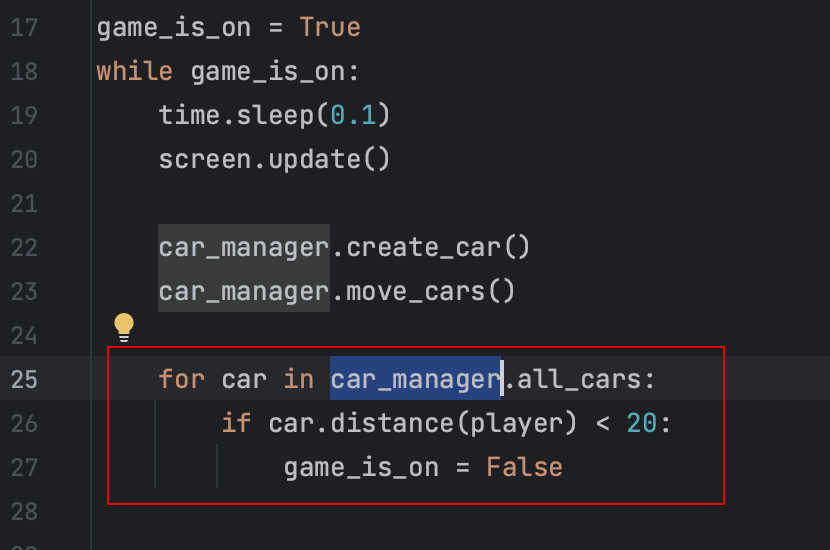 17 game_is_on = True
18 while game_is_on:
19     time.sleep(0.1)
20     screen.update()
21
22     car_manager.create_car()
23     car_manager.move_cars()
24
25     for car in car_manager.all_cars:
26         if car.distance(player) < 20:
27             game_is_on = False
28